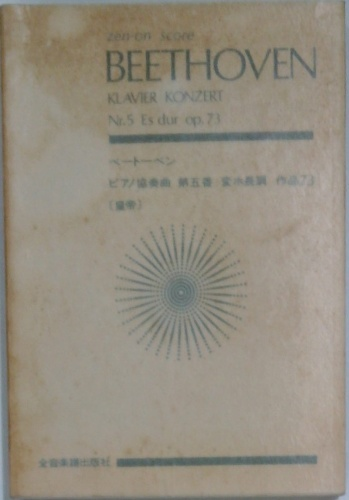 zen-on score
BEETHOVEN
KLAVIER KONZERT
Nr.5 Es dur op.73
ベートーベン
ピアノ協奏曲 第五番 変ホ長調 作品73
(皇帝)
全音楽譜出版社